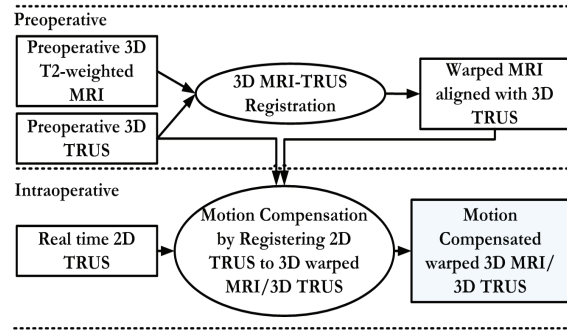 Preoperative
Preoperative 3D
T2-weighted
MRI
3D MRI-TRUS
Registration
Warped MRI
aligned with 3D
TRUS
Preoperative 3D
TRUS
Intraoperative
Real time 2D
TRUS
Motion Compensation
by Registering 2D
TRUS to 3D warped
MRI/3D TRUS
Motion
Compensated
warped 3D MRI/
3D TRUS